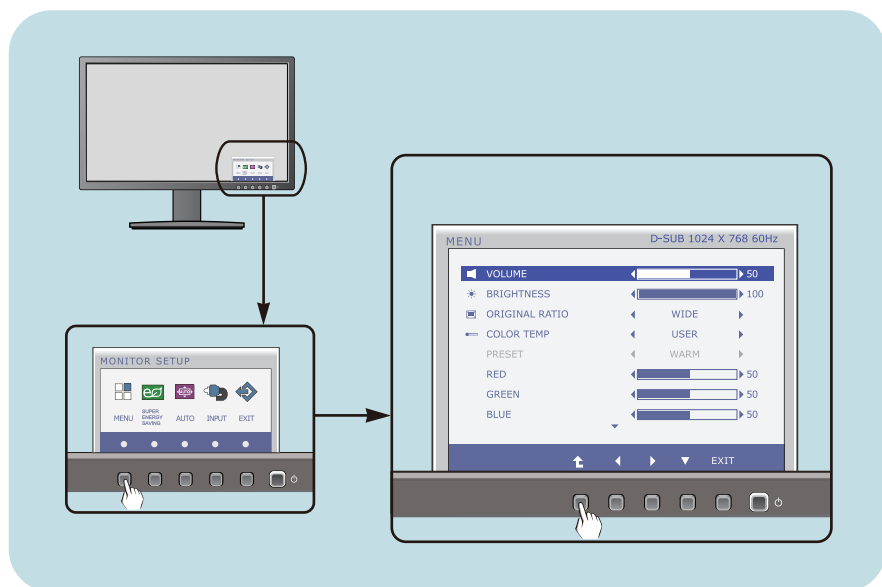 MONITOR SETUP
MENU
SUPER ENERGY SAVING
AUTO
INPUT
EXIT
MENU D-SUB 1024 X 768 60Hz
VOLUME 50
BRIGHTNESS 100
ORIGINAL RATIO WIDE
COLOR TEMP USER
PRESET WARM
RED 50
GREEN 50
BLUE 50
EXIT